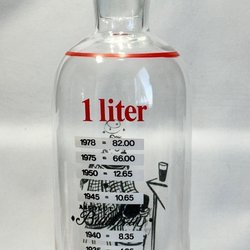 1 liter
1978 = 82.00
1975 = 66.00
1950 = 12.65
1945 = 10.65
1940 = 8.35